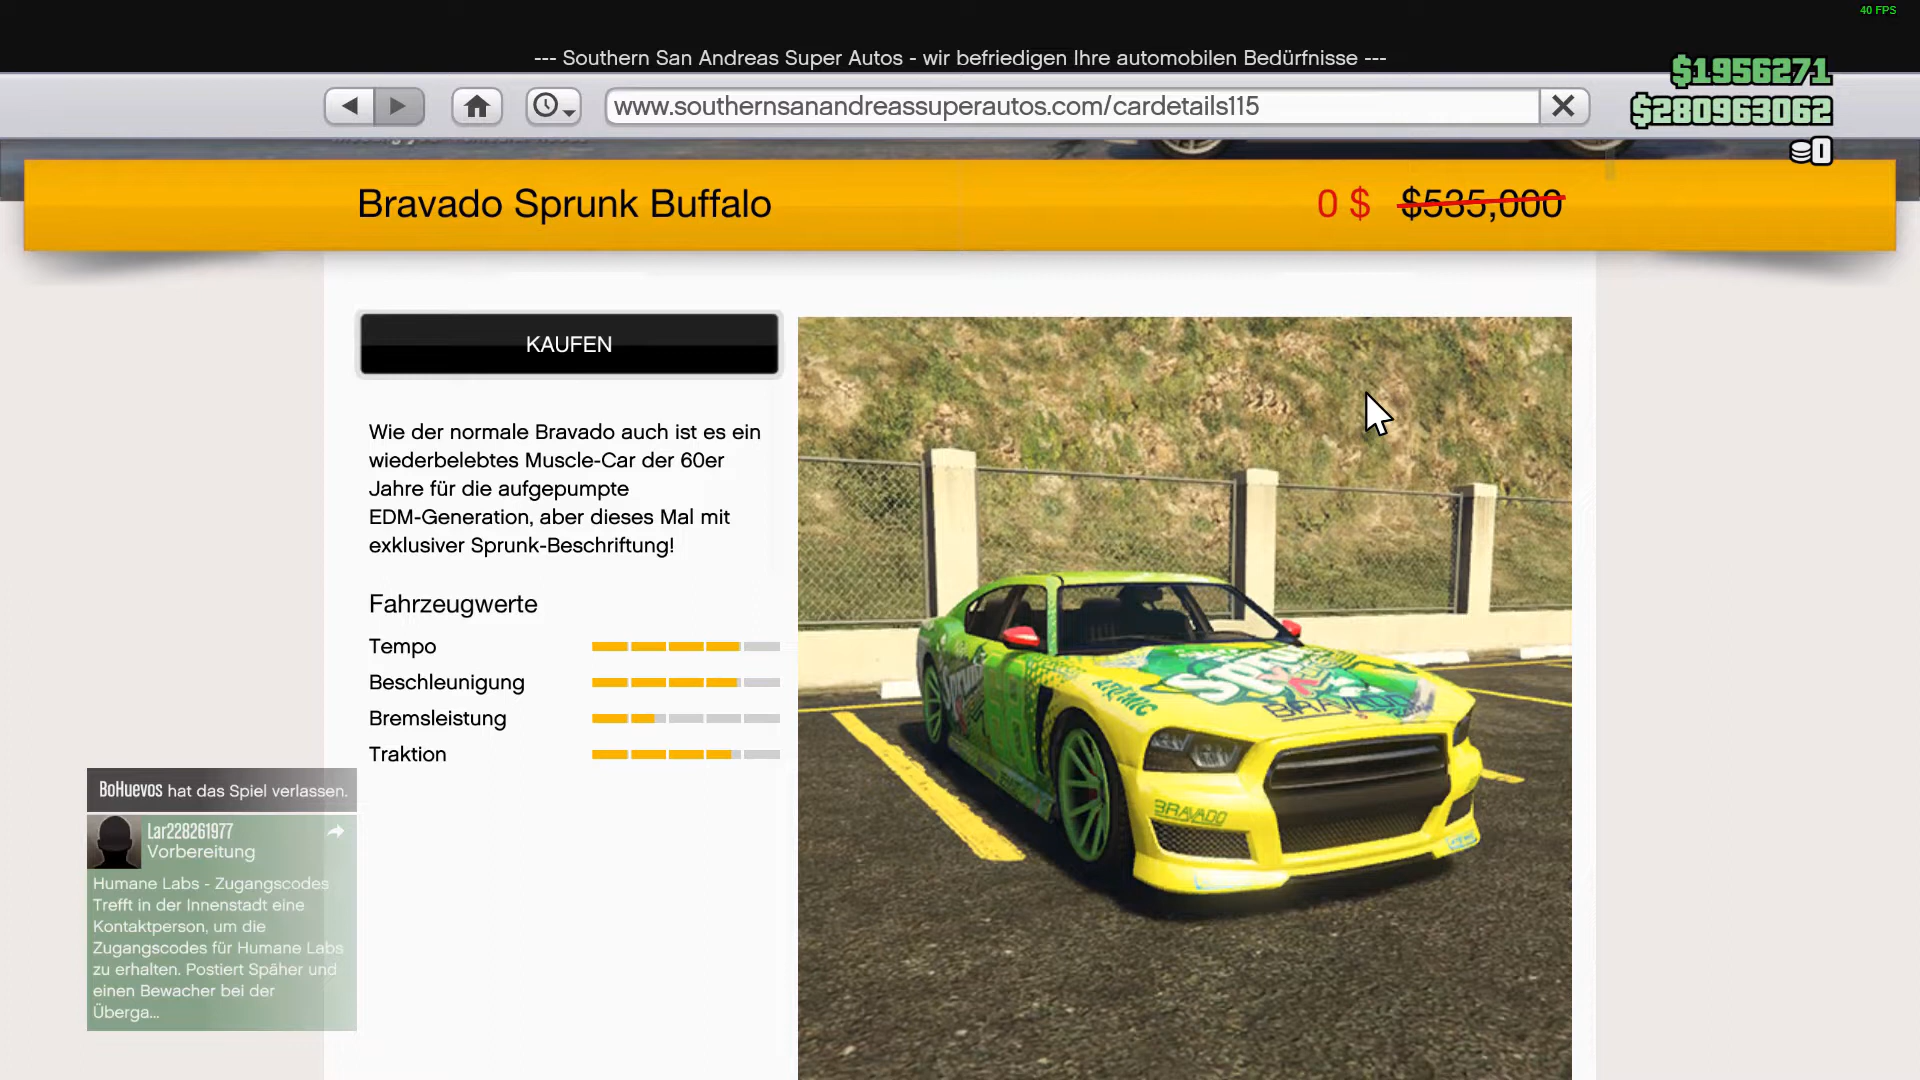 40 FPS
--- Southern San Andreas Super Autos - wir befriedigen Ihre automobilen Bedürfnisse ---
$1956271
www.southernsanandreassuperautos.com/cardetails115
$280963062
0
Bravado Sprunk Buffalo 0 $ $535,000
KAUFEN
Wie der normale Bravado auch ist es ein
wiederbelebtes Muscle-Car der 60er
Jahre für die aufgepumpte
EDM-Generation, aber dieses Mal mit
exklusiver Sprunk-Beschriftung!
Fahrzeugwerte
Tempo
Beschleunigung
Bremsleistung
Traktion
Sprunk
BRAVADO
BRAVADO
BoHuevos hat das Spiel verlassen.
Lar228261977
Vorbereitung
Humane Labs - Zugangscodes
Trefft in der Innenstadt eine
Kontaktperson, um die
Zugangscodes für Humane Labs
zu erhalten. Postiert Späher und
einen Bewacher bei der
Überga...